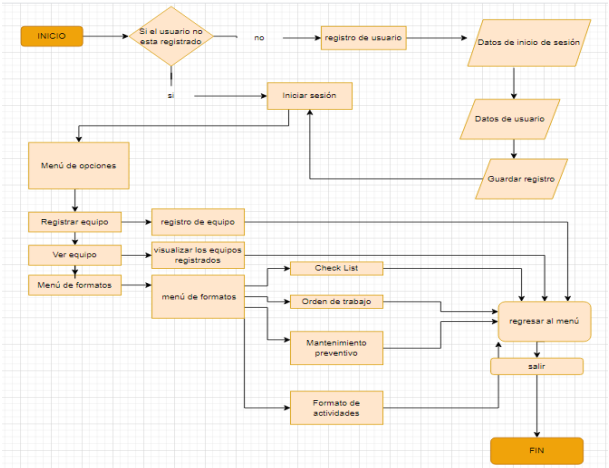 INICIO
Si el usuario no
esta registrado
no
registro de usuario
Datos de inicio de sesión
si
Iniciar sesión
Datos de usuario
Menú de opciones
Guardar registro
Registrar equipo
registro de equipo
Ver equipo
visualizar los equipos
registrados
Menú de formatos
menú de formatos
Check List
Orden de trabajo
regresar al menú
Mantenimiento
preventivo
salir
Formato de
actividades
FIN